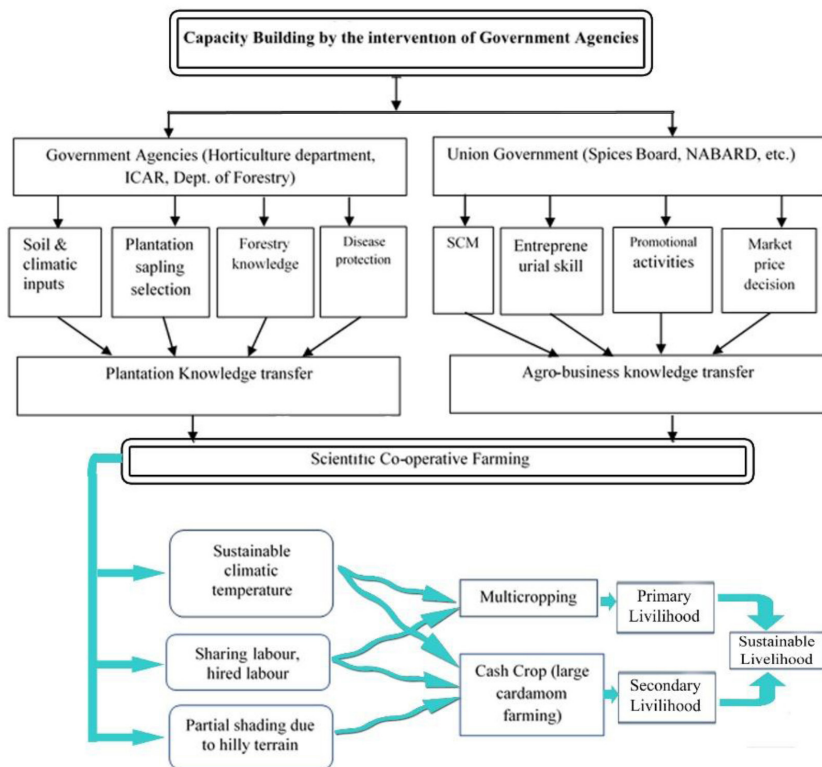 Capacity Building by the intervention of Government Agencies
Government Agencies (Horticulture department,
ICAR, Dept. of Forestry)
Union Government (Spices Board, NABARD, etc.)
Soil &
climatic
inputs
Plantation
sapling
selection
Forestry
knowledge
Disease
protection
SCM
Entreprene
urial skill
Promotional
activities
Market
price
decision
Plantation Knowledge transfer
Agro-business knowledge transfer
Scientific Co-operative Farming
Sustainable
climatic
temperature
Sharing labour,
hired labour
Partial shading due
to hilly terrain
Multicropping
Cash Crop (large
cardamom
farming)
Primary
Livilihood
Secondary
Livilihood
Sustainable
Livelihood